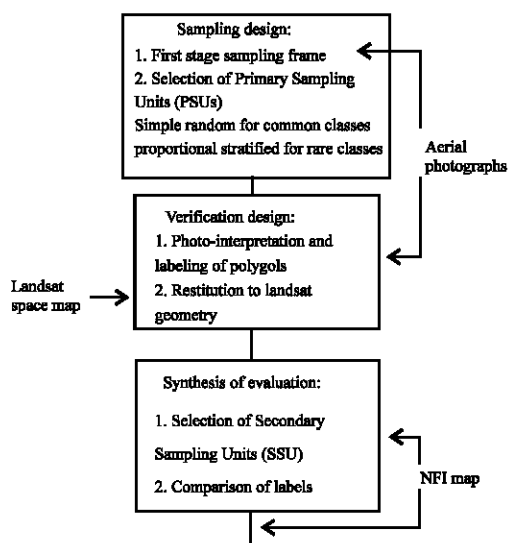 Sampling design:
1. First stage sampling frame
2. Selection of Primary Sampling
Units (PSUs)
Simple random for common classes
proportional stratified for rare classes
Aerial
photographs
Verification design:
1. Photo-interpretation and
labeling of polygols
2. Restitution to landsat
geometry
Landsat
space map
Synthesis of evaluation:
1. Selection of Secondary
Sampling Units (SSU)
2. Comparison of labels
NFI map